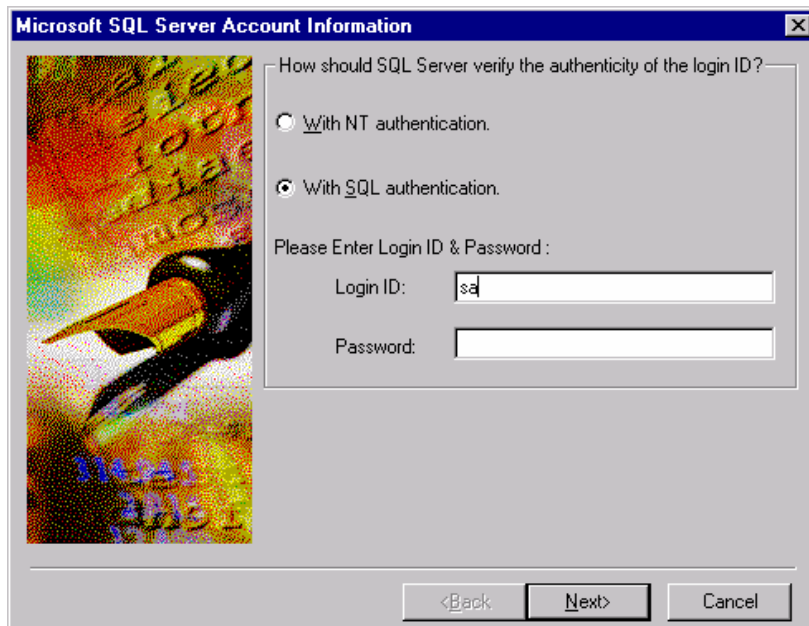 Microsoft SQL Server Account Information
How should SQL Server verify the authenticity of the login ID?
With NT authentication.
With SQL authentication.
Please Enter Login ID & Password :
Login ID: sa
Password:
<Back Next> Cancel